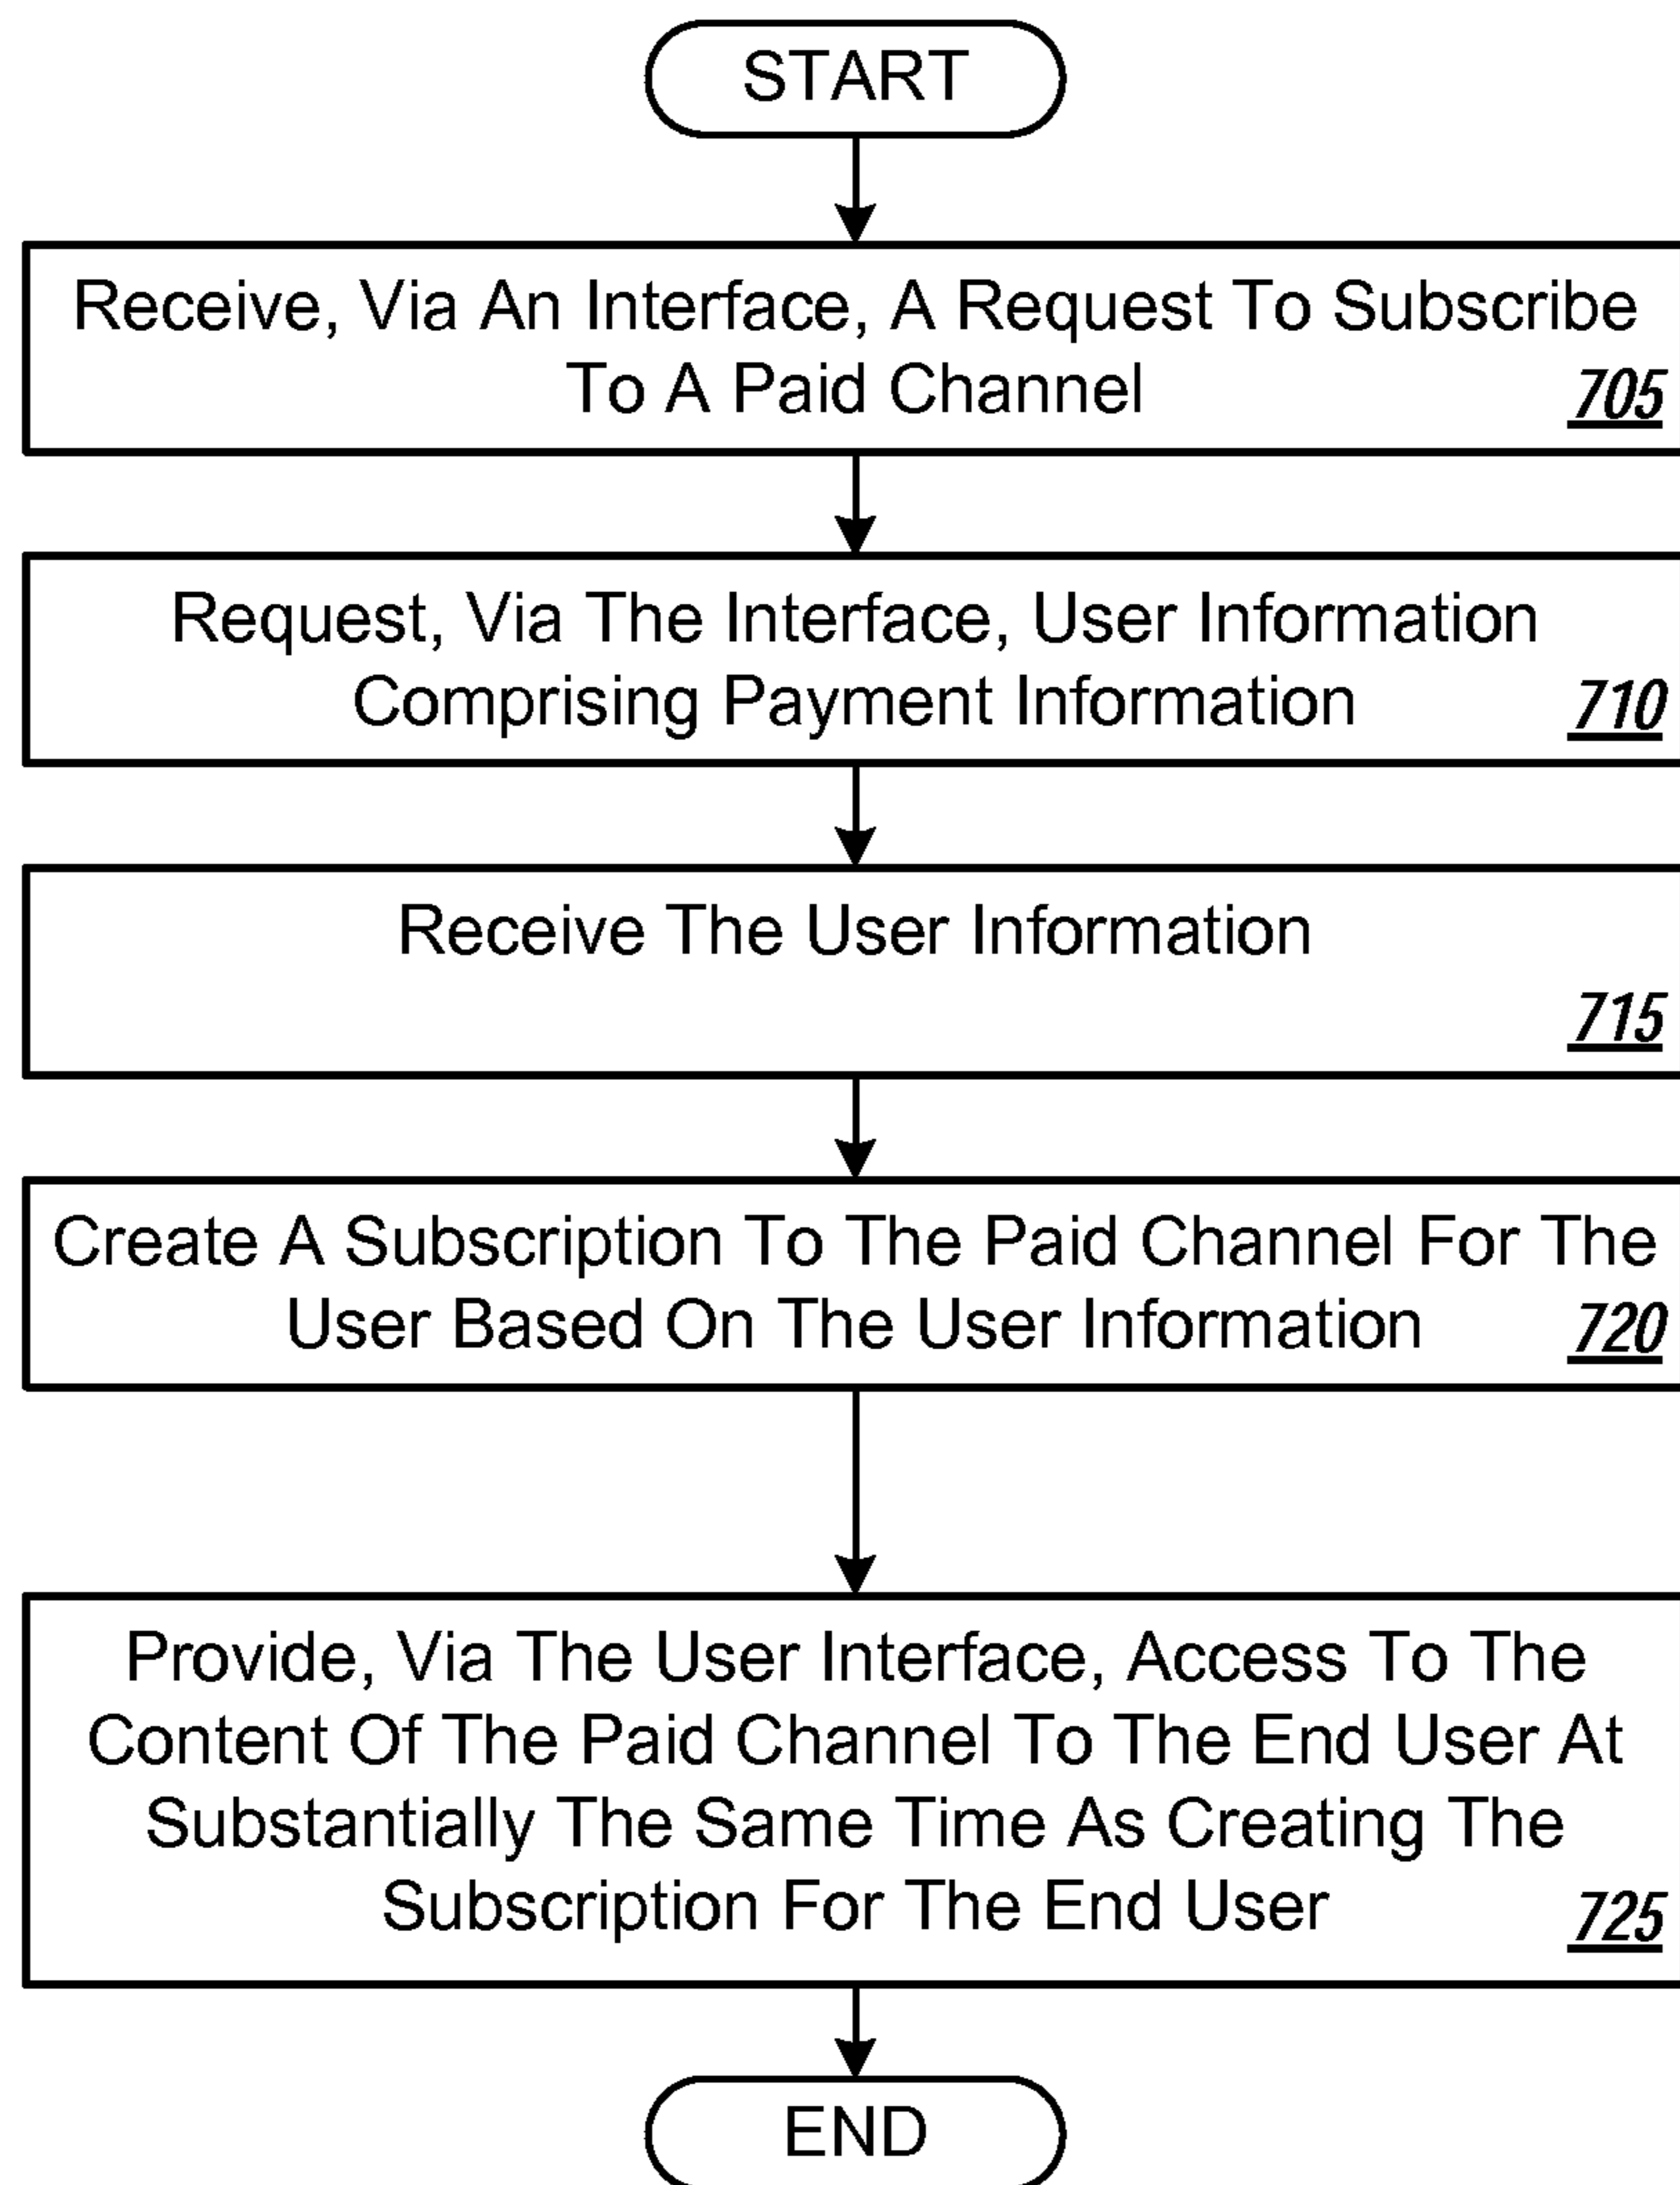 START
Receive, Via An Interface, A Request To Subscribe
To A Paid Channel
705
Request, Via The Interface, User Information
Comprising Payment Information
710
Receive The User Information
715
Create A Subscription To The Paid Channel For The
User Based On The User Information
720
Provide, Via The User Interface, Access To The
Content Of The Paid Channel To The End User At
Substantially The Same Time As Creating The
Subscription For The End User
725
END